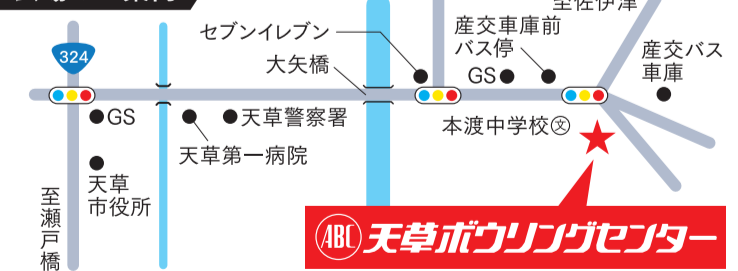 至佐伊津
セブンイレブン
産交車庫前
バス停
324
大矢橋
GS
産交バス
車庫
GS
天草警察署
本渡中学校文
天草第一病院
天草
市役所
至瀬戸橋
ABC 天草ボウリングセンター